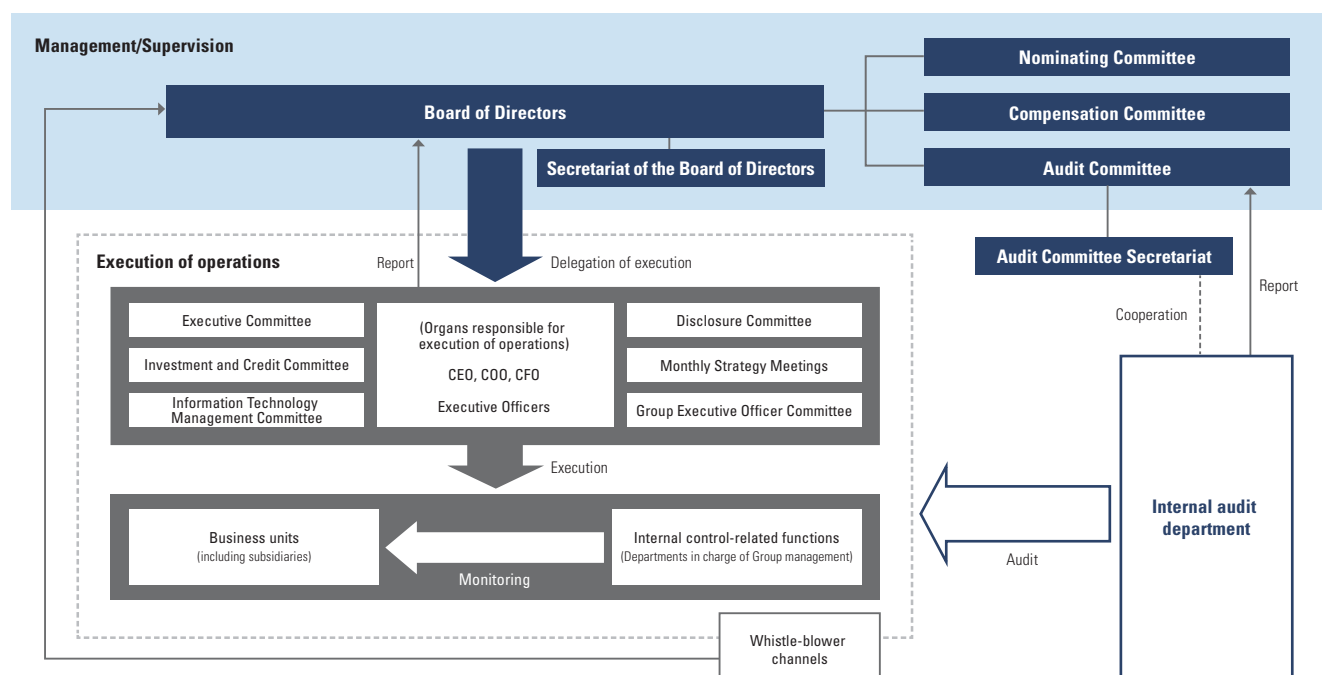 Management/Supervision
Board of Directors
Secretariat of the Board of Directors
Nominating Committee
Compensation Committee
Audit Committee
Audit Committee Secretariat
Report
Cooperation
Execution of operations
Report
Delegation of execution
Executive Committee
Investment and Credit Committee
Information Technology
Management Committee
(Organs responsible for
execution of operations)
CEO, COO, CFO
Executive Officers
Disclosure Committee
Monthly Strategy Meetings
Group Executive Officer Committee
Execution
Business units
(including subsidiaries)
Monitoring
Internal control-related functions
(Departments in charge of Group management)
Audit
Internal audit
department
Whistle-blower
channels